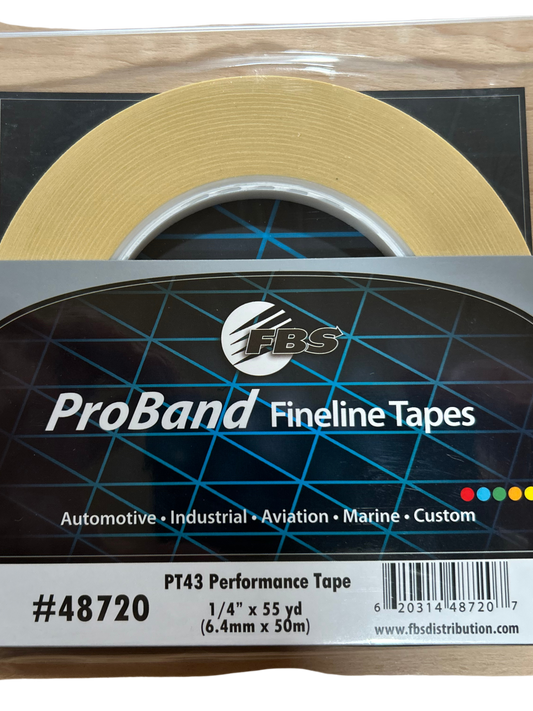 FBS
ProBand Fineline Tapes
Automotive • Industrial • Aviation • Marine • Custom
#48720
PT43 Performance Tape
1/4" x 55 yd
(6.4mm x 50m)
6 20314 48720 7
www.fbsdistribution.com